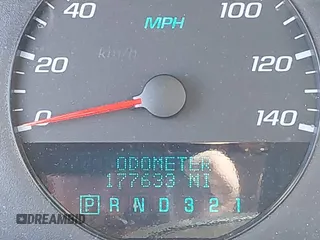 40 MPH 100
20 km/h 120
0 140
ODOMETER
177633 MI
P R N D 3 2 1
DREAMBID